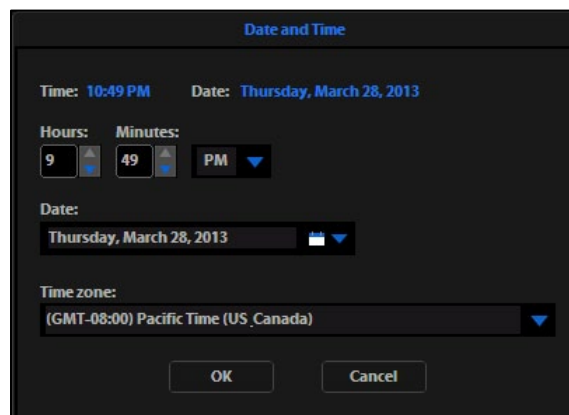 Date and Time
Time: 10:49 PM Date: Thursday, March 28, 2013
Hours: Minutes:
9 49 PM
Date:
Thursday, March 28, 2013
Time zone:
(GMT-08:00) Pacific Time (US_Canada)
OK Cancel